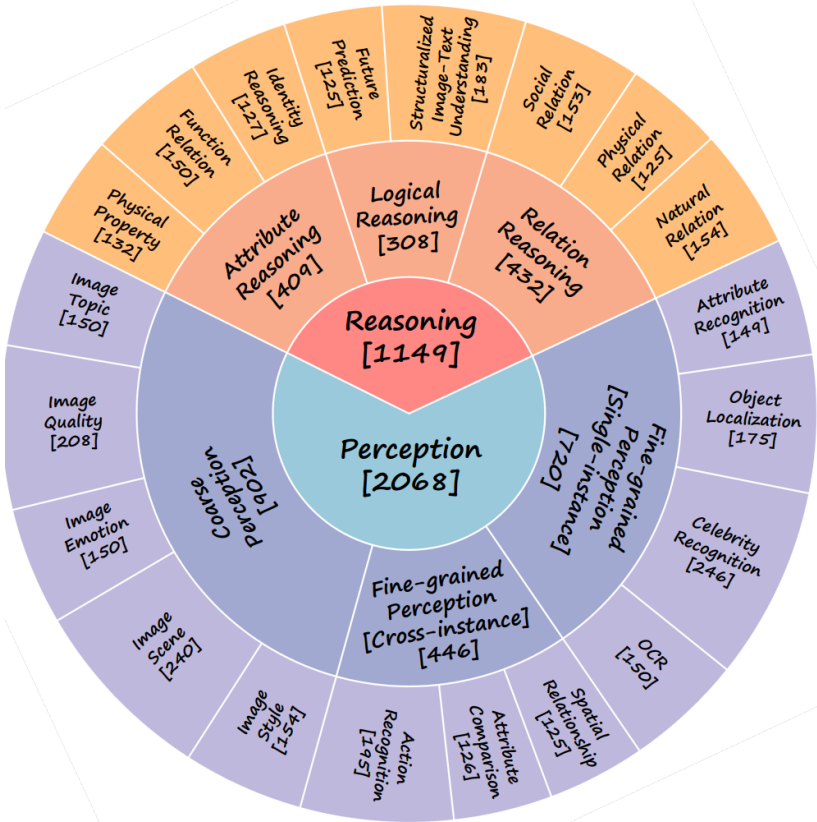 Reasoning
[1149]
Perception
[2068]
Attribute
Reasoning
[409]
Logical
Reasoning
[308]
Relation
Reasoning
[432]
Fine-grained
Perception
[Single-instance]
[720]
Fine-grained
Perception
[Cross-instance]
[446]
Coarse
Perception
[902]
Physical
Property
[132]
Function
Relation
[150]
Identity
Reasoning
[127]
Future
Prediction
[125]
Structuralized
Image-Text
Understanding
[183]
Social
Relation
[153]
Physical
Relation
[125]
Natural
Relation
[154]
Attribute
Recognition
[149]
Object
Localization
[175]
Celebrity
Recognition
[246]
OCR
[150]
Spatial
Relationship
[125]
Attribute
Comparison
[126]
Action
Recognition
[195]
Image
Style
[154]
Image
Scene
[240]
Image
Emotion
[150]
Image
Quality
[208]
Image
Topic
[150]